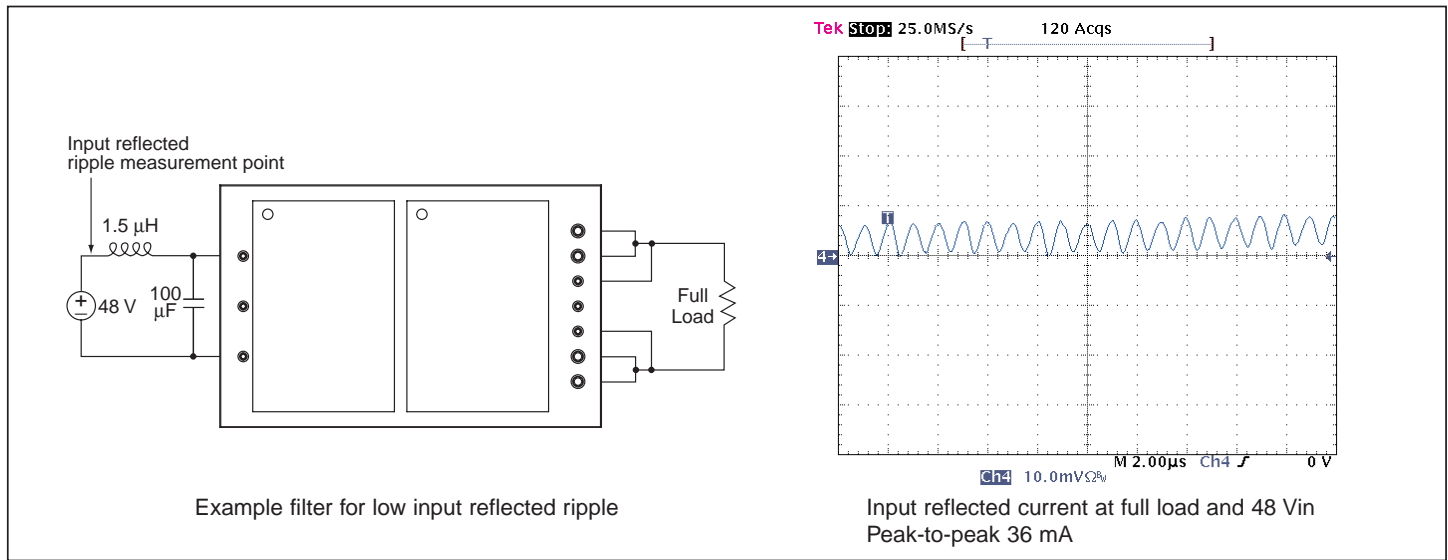 Input reflected
ripple measurement point
1.5 µH
100
µF
+
−
48 V
Full
Load
Example filter for low input reflected ripple
Tek Stop: 25.0MS/s 120 Acqs
[ T ]
T
4→
M 2.00µs Ch4 0 V
Ch4 10.0mVΩBw
Input reflected current at full load and 48 Vin
Peak-to-peak 36 mA